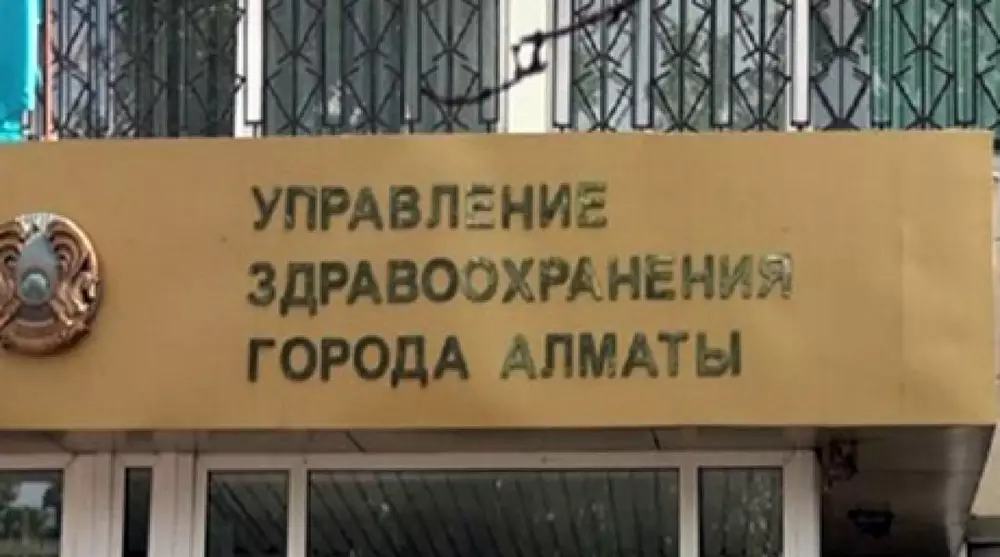 УПРАВЛЕНИЕ
ЗДРАВООХРАНЕНИЯ
ГОРОДА АЛМАТЫ